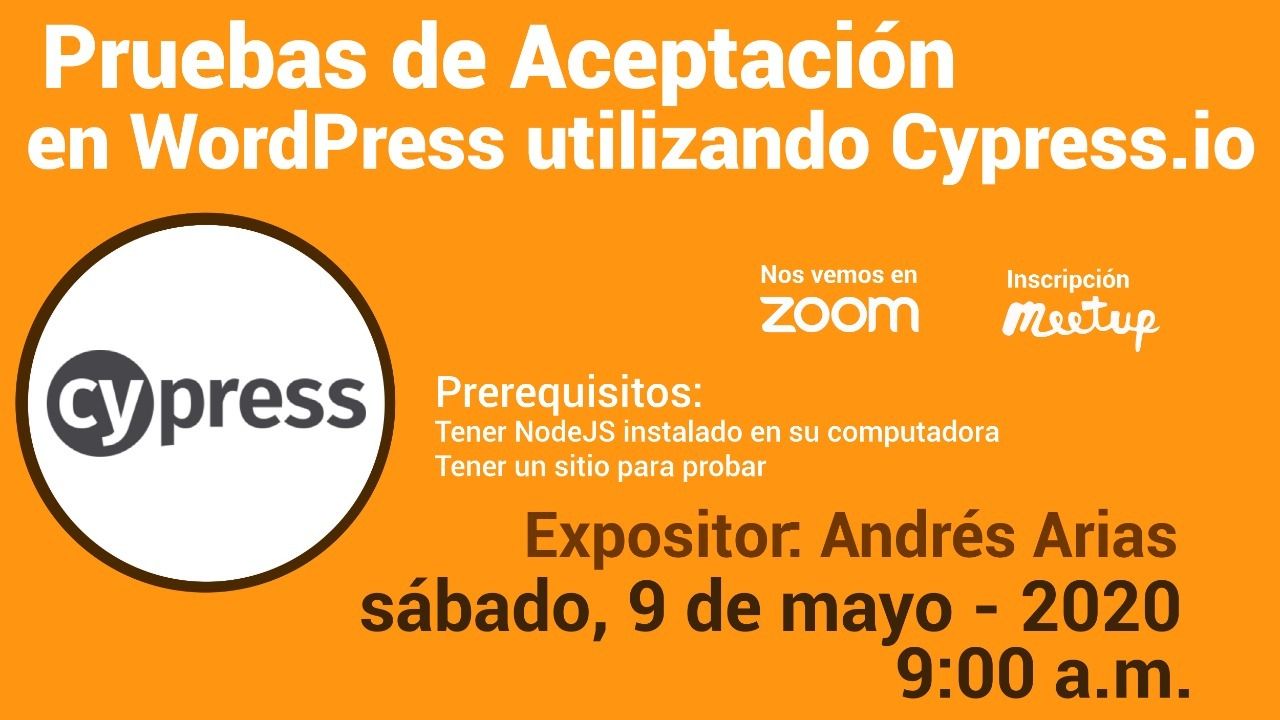 Pruebas de Aceptación
en WordPress utilizando Cypress.io
cypress
Nos vemos en
zoom
Inscripción
meetup
Prerequisitos:
Tener NodeJS instalado en su computadora
Tener un sitio para probar
Expositor: Andrés Arias
sábado, 9 de mayo - 2020
9:00 a.m.